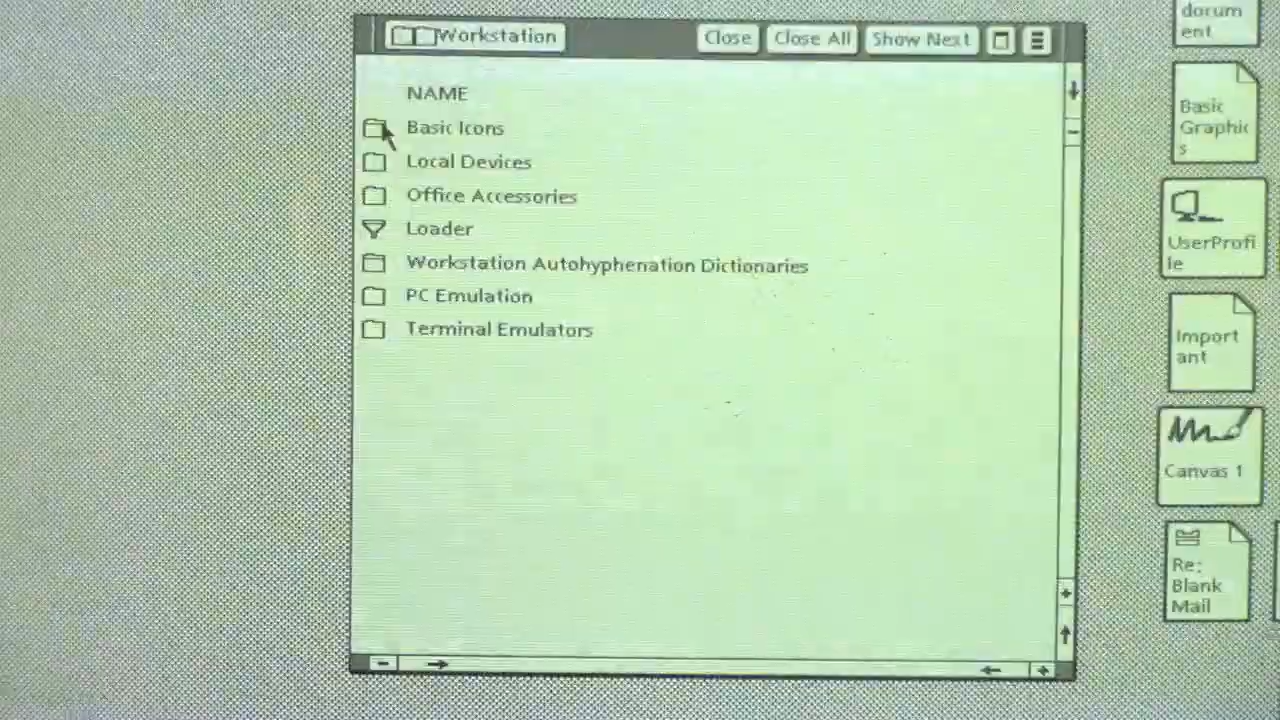 Workstation
Close
Close All
Show Next
NAME
Basic Icons
Local Devices
Office Accessories
Loader
Workstation Autohyphenation Dictionaries
PC Emulation
Terminal Emulators
docum
ent
Basic
Graphic
s
UserProfi
le
Import
ant
Canvas 1
Re:
Blank
Mail